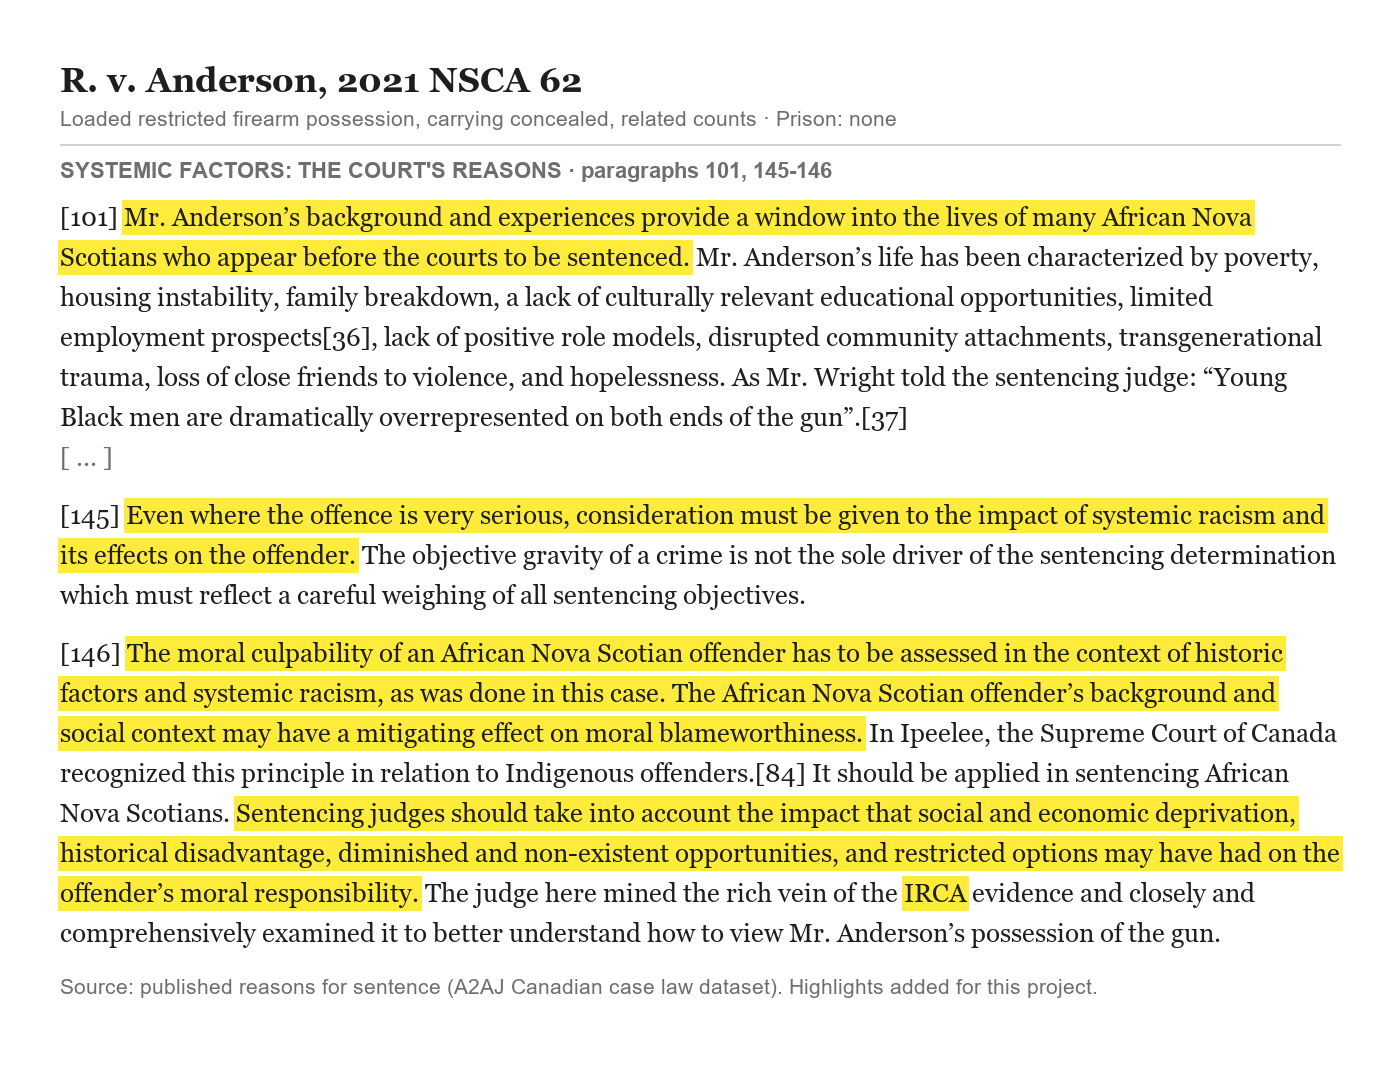 R. v. Anderson, 2021 NSCA 62
Loaded restricted firearm possession, carrying concealed, related counts · Prison: none
SYSTEMIC FACTORS: THE COURT'S REASONS · paragraphs 101, 145-146
[101] Mr. Anderson’s background and experiences provide a window into the lives of many African Nova
Scotians who appear before the courts to be sentenced. Mr. Anderson’s life has been characterized by poverty,
housing instability, family breakdown, a lack of culturally relevant educational opportunities, limited
employment prospects[36], lack of positive role models, disrupted community attachments, transgenerational
trauma, loss of close friends to violence, and hopelessness. As Mr. Wright told the sentencing judge: “Young
Black men are dramatically overrepresented on both ends of the gun”.[37]
[ ... ]
[145] Even where the offence is very serious, consideration must be given to the impact of systemic racism and
its effects on the offender. The objective gravity of a crime is not the sole driver of the sentencing determination
which must reflect a careful weighing of all sentencing objectives.
[146] The moral culpability of an African Nova Scotian offender has to be assessed in the context of historic
factors and systemic racism, as was done in this case. The African Nova Scotian offender’s background and
social context may have a mitigating effect on moral blameworthiness. In Ipeelee, the Supreme Court of Canada
recognized this principle in relation to Indigenous offenders.[84] It should be applied in sentencing African
Nova Scotians. Sentencing judges should take into account the impact that social and economic deprivation,
historical disadvantage, diminished and non-existent opportunities, and restricted options may have had on the
offender’s moral responsibility. The judge here mined the rich vein of the IRCA evidence and closely and
comprehensively examined it to better understand how to view Mr. Anderson’s possession of the gun.
Source: published reasons for sentence (A2AJ Canadian case law dataset). Highlights added for this project.